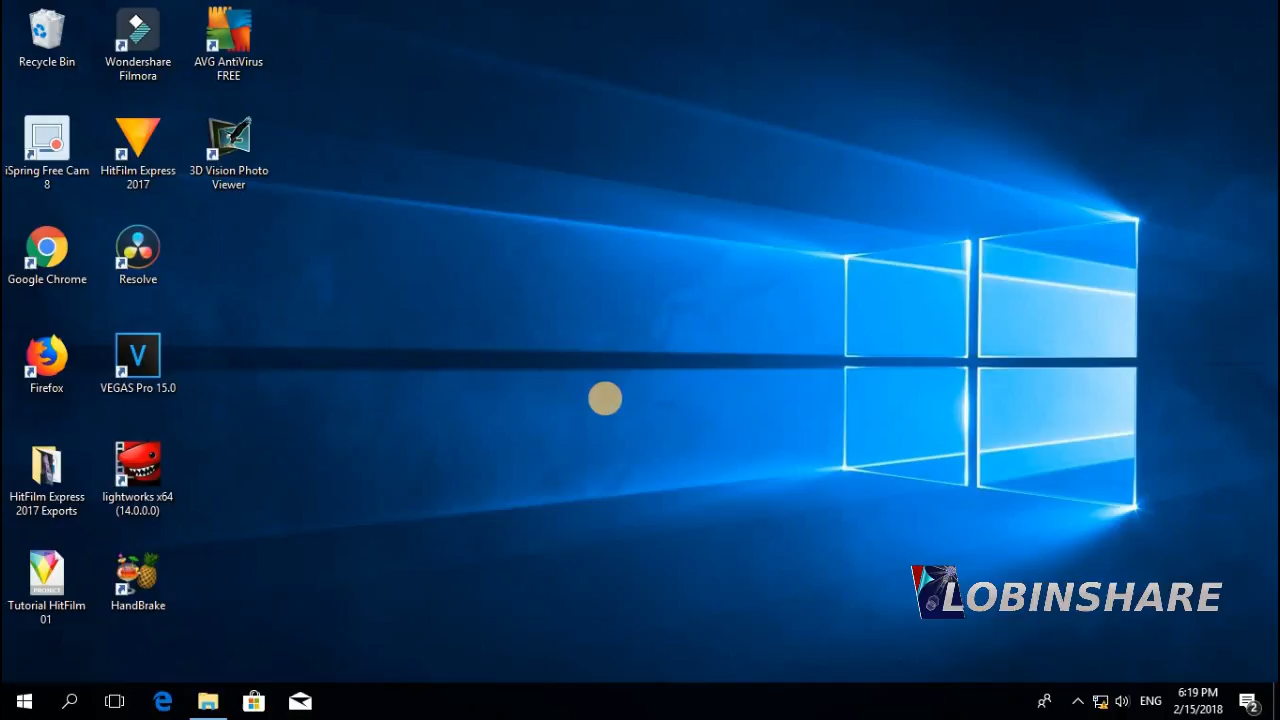 Recycle Bin
Wondershare
Filmora
AVG AntiVirus
FREE
iSpring Free Cam
8
HitFilm Express
2017
3D Vision Photo
Viewer
Google Chrome
Resolve
Firefox
V
VEGAS Pro 15.0
HitFilm Express
2017 Exports
lightworks x64
(14.0.0.0)
PROJECT
Tutorial HitFilm
01
HandBrake
LOBINSHARE
ENG
6:19 PM
2/15/2018
2